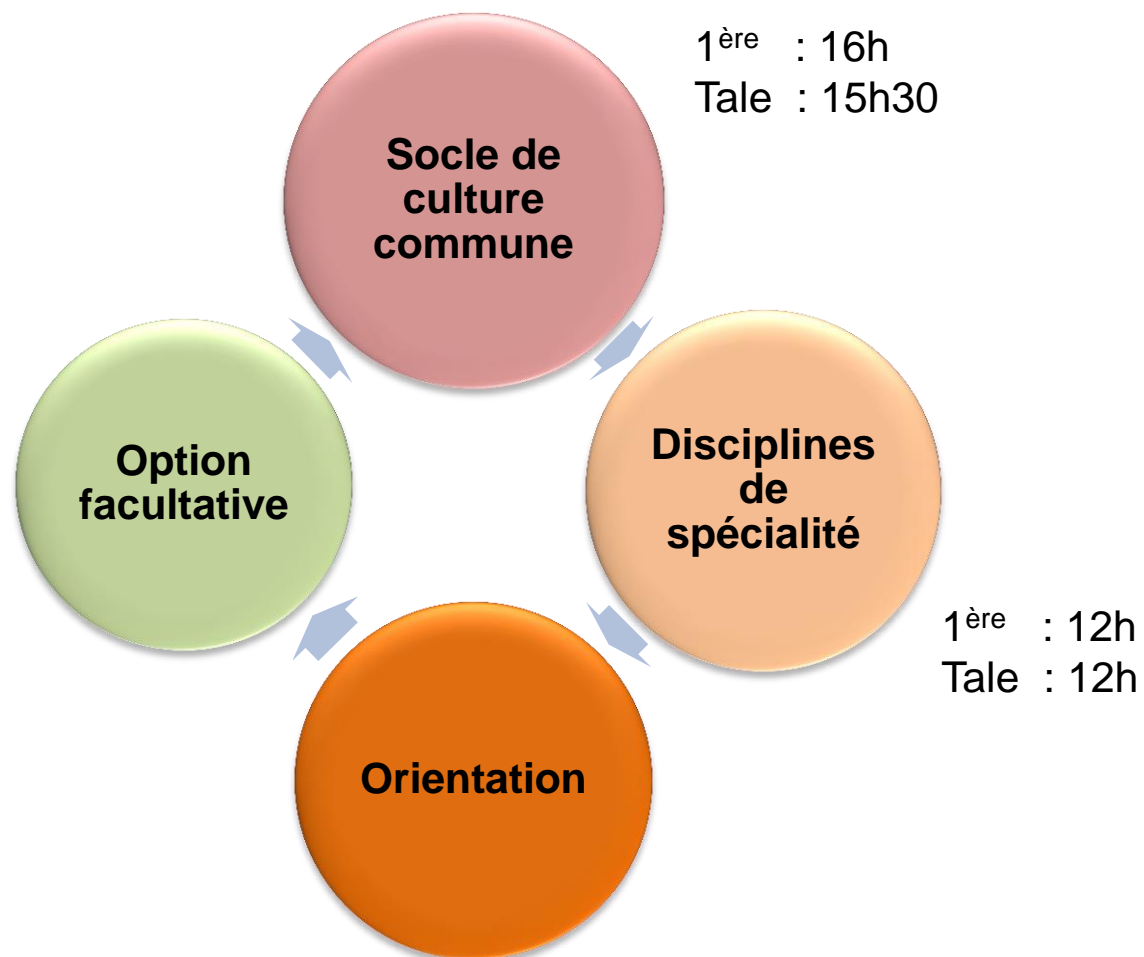 1ère : 16h
Tale : 15h30
Socle de
culture
commune
Option
facultative
Disciplines
de
spécialité
1ère : 12h
Tale : 12h
Orientation